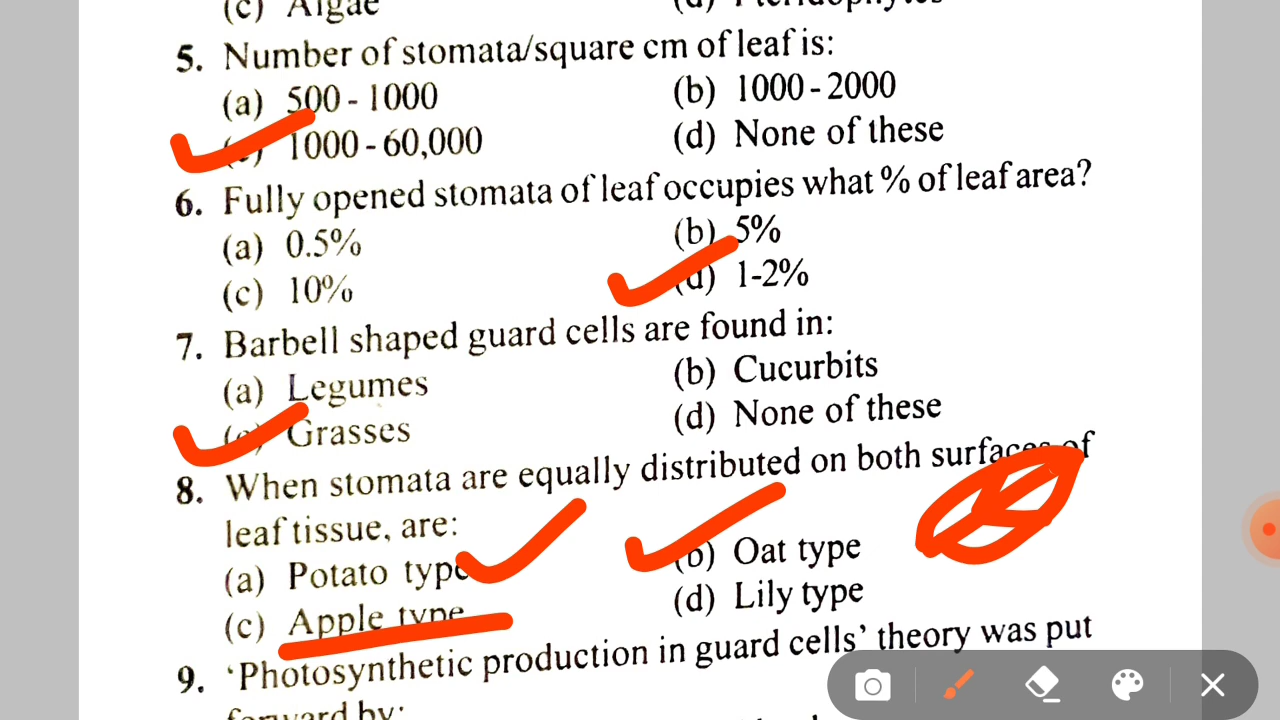 (c) Algae (d) Pteridophytes
5. Number of stomata/square cm of leaf is:
(a) 500 - 1000 (b) 1000 - 2000
(c) 1000 - 60,000 (d) None of these
6. Fully opened stomata of leaf occupies what % of leaf area?
(a) 0.5% (b) 5%
(c) 10% (d) 1-2%
7. Barbell shaped guard cells are found in:
(a) Legumes (b) Cucurbits
(c) Grasses (d) None of these
8. When stomata are equally distributed on both surfaces of
leaf tissue, are:
(a) Potato type (b) Oat type
(c) Apple type (d) Lily type
9. 'Photosynthetic production in guard cells' theory was put
forward by: